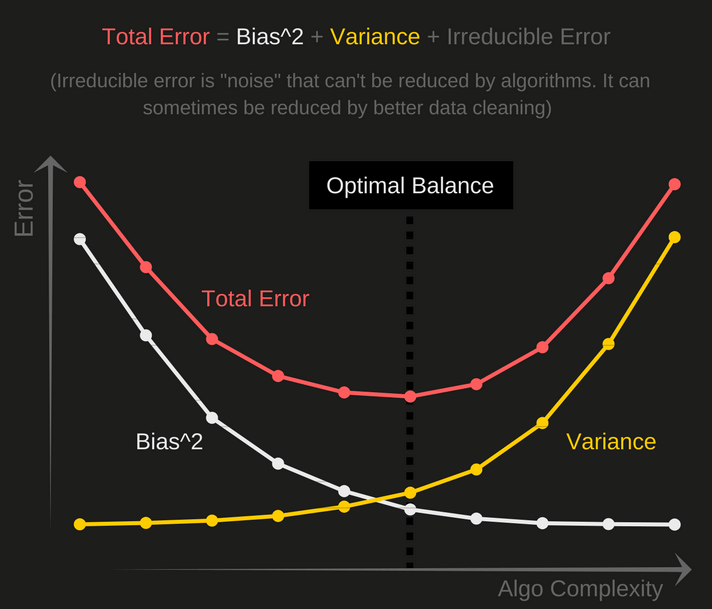 Total Error = Bias^2 + Variance + Irreducible Error
(Irreducible error is "noise" that can't be reduced by algorithms. It can
sometimes be reduced by better data cleaning)
Error
Optimal Balance
Total Error
Bias^2
Variance
Algo Complexity